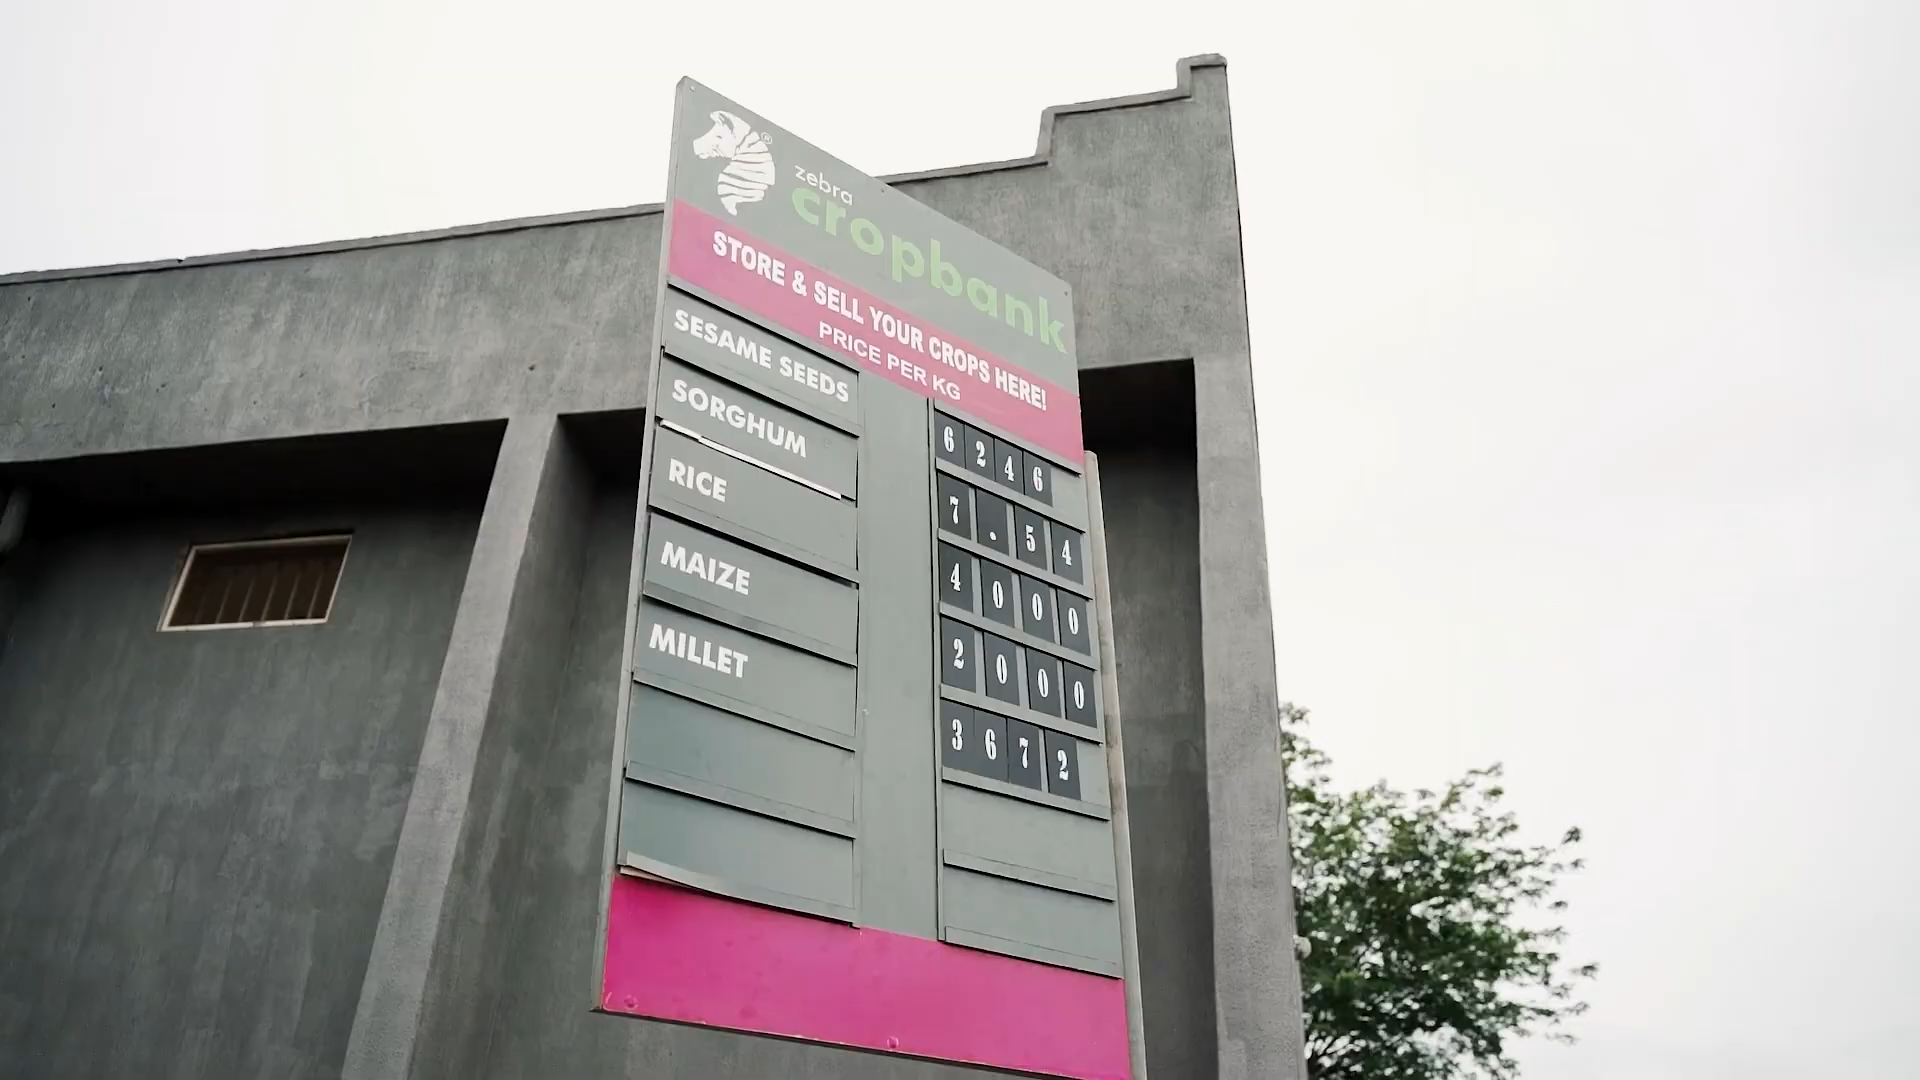 zebra
cropbank
STORE & SELL YOUR CROPS HERE!
PRICE PER KG
SESAME SEEDS 6246
SORGHUM 7.54
RICE 4000
MAIZE 2000
MILLET 3672